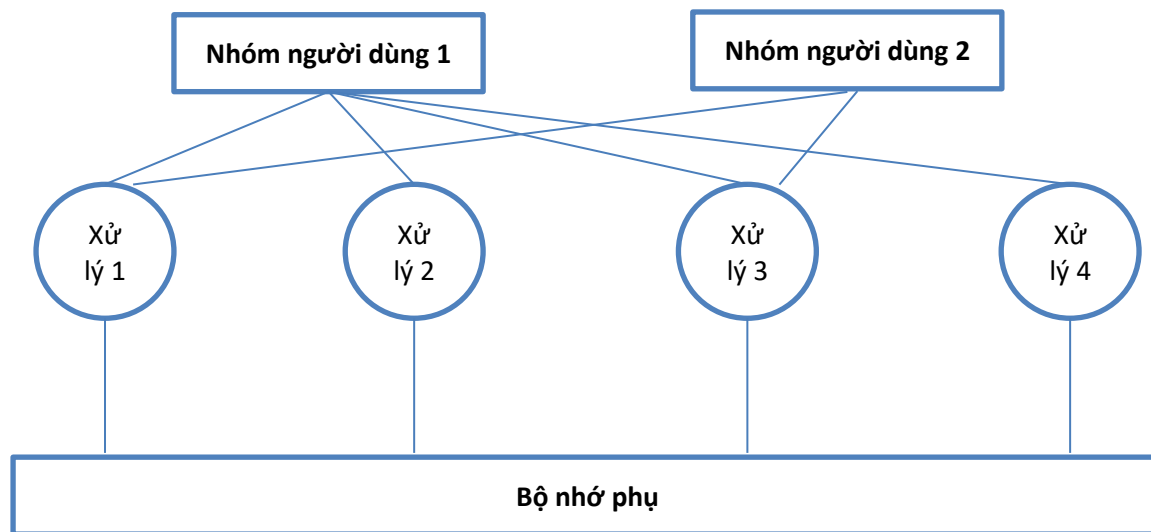 Nhóm người dùng 1
Nhóm người dùng 2
Xử
lý 1
Xử
lý 2
Xử
lý 3
Xử
lý 4
Bộ nhớ phụ